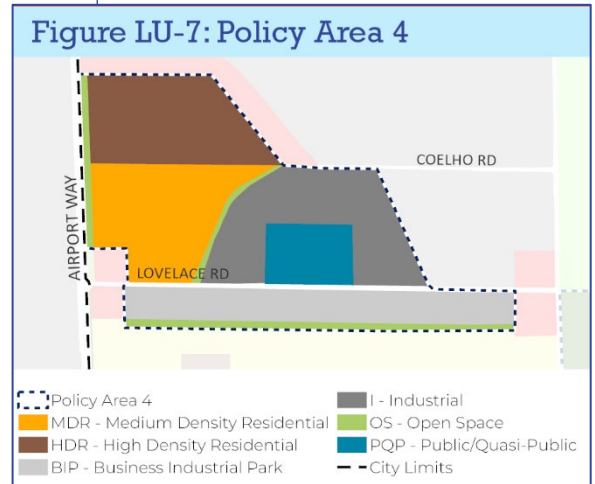 Figure LU-7: Policy Area 4
COELHO RD
AIRPORT WAY
LOVELACE RD
Policy Area 4
MDR - Medium Density Residential
HDR - High Density Residential
BIP - Business Industrial Park
I - Industrial
OS - Open Space
PQP - Public/Quasi-Public
City Limits